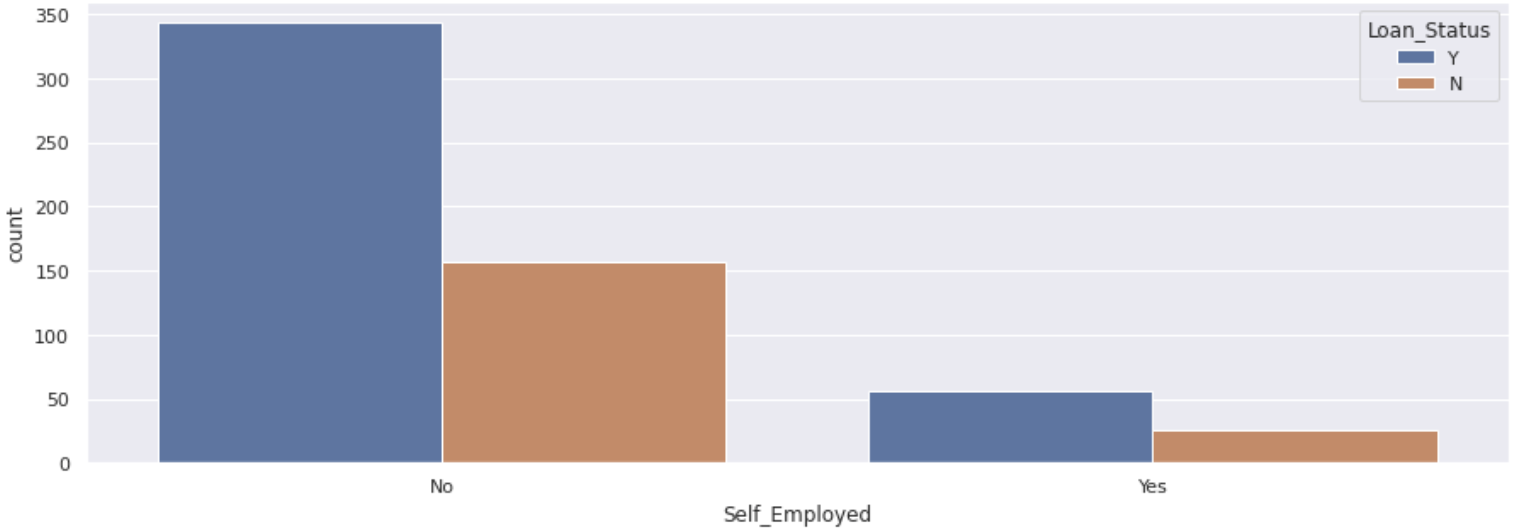 350
300
250
200
150
100
50
0
count
Loan_Status
Y
N
No
Yes
Self_Employed